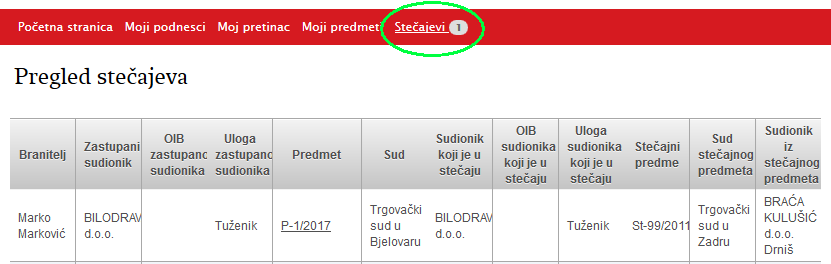 Početna stranica Moji podnesci Moj pretinac Moji predmeti Stečajevi 1
Pregled stečajeva
Branitelj
Zastupani
sudionik
OIB
zastupanc
sudionika
Uloga
zastupanc
sudionika
Predmet
Sud
Sudionik
koji je u
stečaju
OIB
sudionika
koji je u
stečaju
Uloga
sudionika
koji je u
stečaju
Stečajni
predme
Sud
stečajnog
predmeta
Sudionik
iz
stečajnog
predmeta
Marko
Marković
BILODRAV
d.o.o.
Tuženik
P-1/2017
Trgovački
sud u
Bjelovaru
BILODRAV
d.o.o.
Tuženik
St-99/2011
Trgovački
sud u
Zadru
BRAĆA
KULUŠIĆ
d.o.o.
Drniš